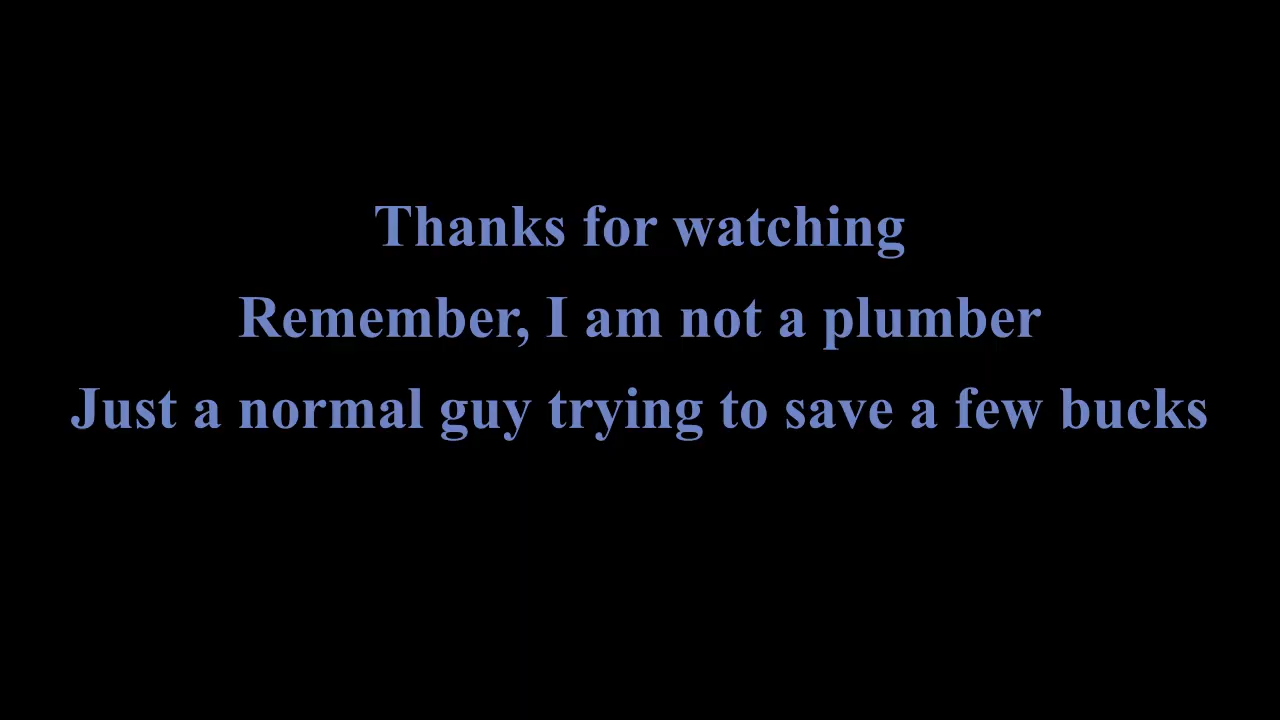 Thanks for watching
Remember, I am not a plumber
Just a normal guy trying to save a few bucks